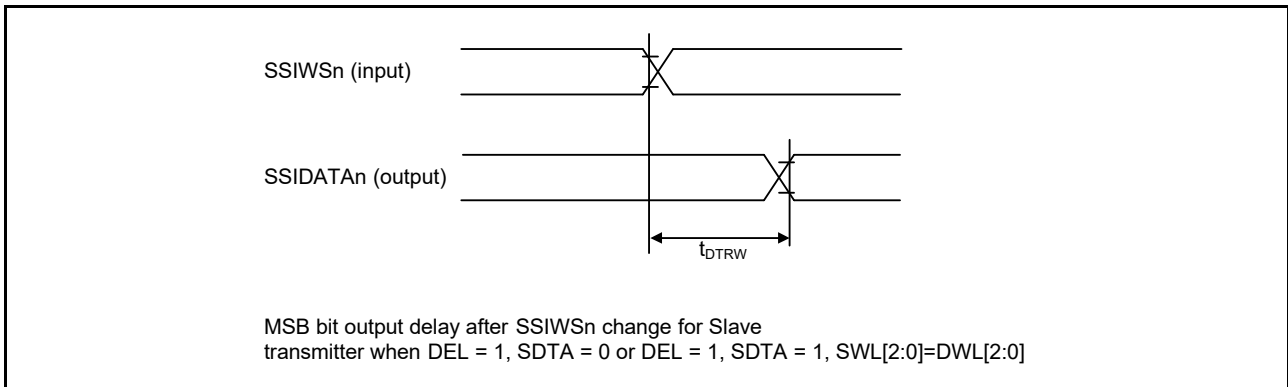 SSIWSn (input)
SSIDATAn (output)
tDTRW
MSB bit output delay after SSIWSn change for Slave
transmitter when DEL = 1, SDTA = 0 or DEL = 1, SDTA = 1, SWL[2:0]=DWL[2:0]